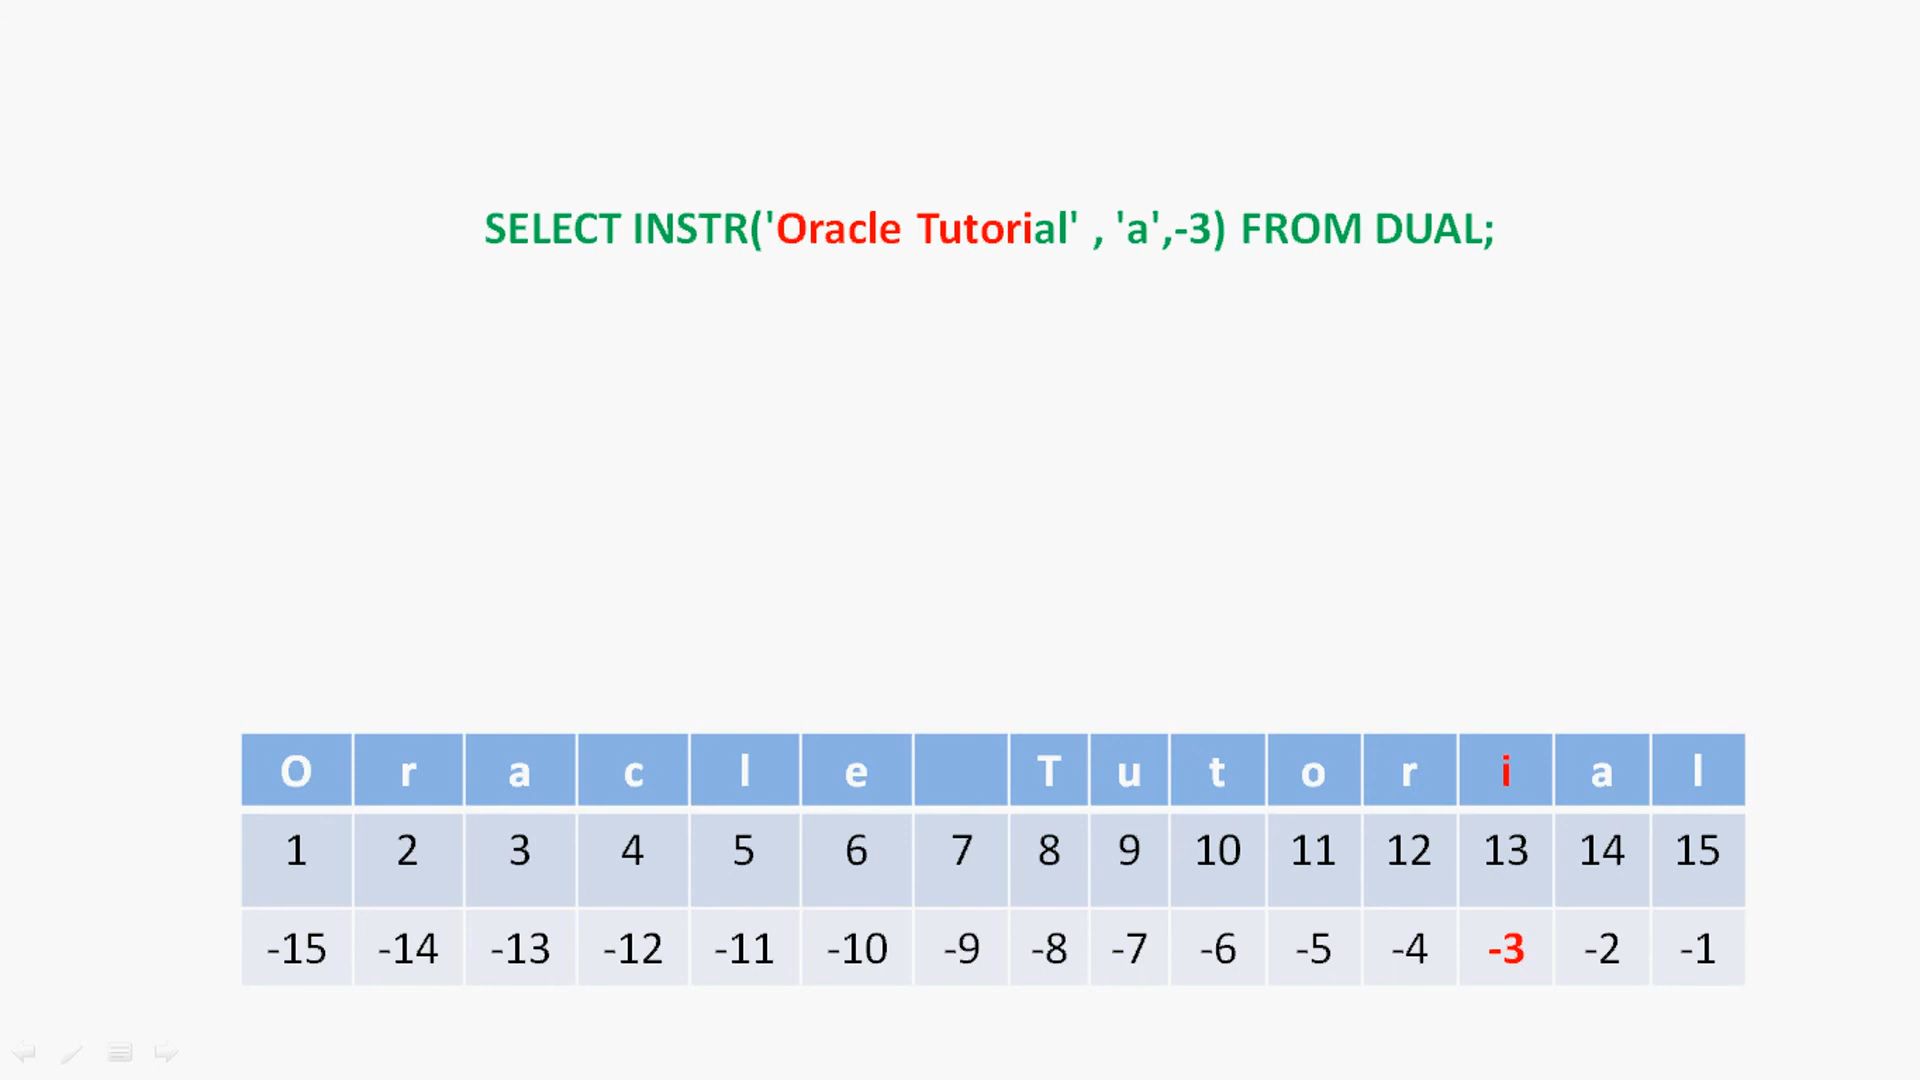 SELECT INSTR('Oracle Tutorial' , 'a',-3) FROM DUAL;
O r a c l e T u t o r i a l
1 2 3 4 5 6 7 8 9 10 11 12 13 14 15
-15 -14 -13 -12 -11 -10 -9 -8 -7 -6 -5 -4 -3 -2 -1